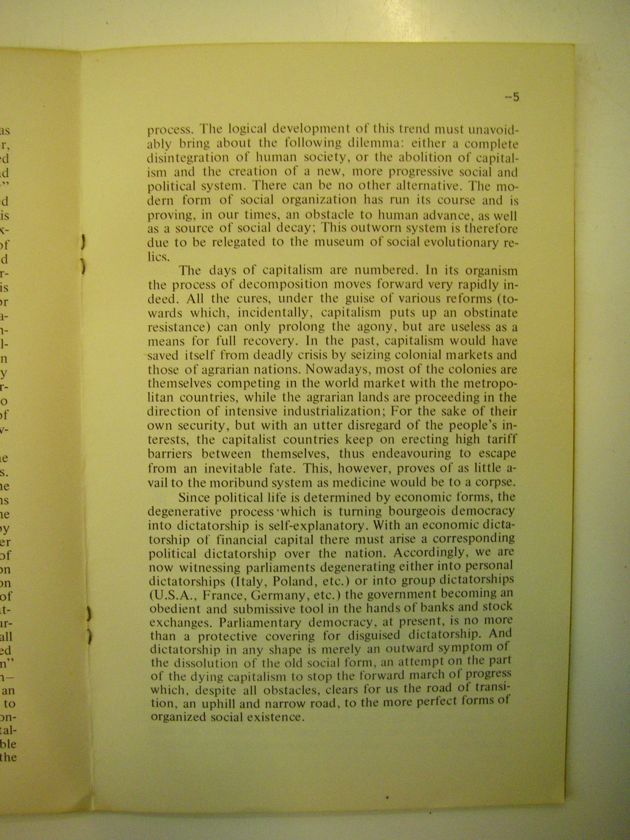 —5
process. The logical development of this trend must unavoid-
ably bring about the following dilemma: either a complete
disintegration of human society, or the abolition of capital-
ism and the creation of a new, more progressive social and
political system. There can be no other alternative. The mo-
dern form of social organization has run its course and is
proving, in our times, an obstacle to human advance, as well
as a source of social decay; This outworn system is therefore
due to be relegated to the museum of social evolutionary re-
lics.
The days of capitalism are numbered. In its organism
the process of decomposition moves forward very rapidly in-
deed. All the cures, under the guise of various reforms (to-
wards which, incidentally, capitalism puts up an obstinate
resistance) can only prolong the agony, but are useless as a
means for full recovery. In the past, capitalism would have
saved itself from deadly crisis by seizing colonial markets and
those of agrarian nations. Nowadays, most of the colonies are
themselves competing in the world market with the metropo-
litan countries, while the agrarian lands are proceeding in the
direction of intensive industrialization; For the sake of their
own security, but with an utter disregard of the people's in-
terests, the capitalist countries keep on erecting high tariff
barriers between themselves, thus endeavouring to escape
from an inevitable fate. This, however, proves of as little a-
vail to the moribund system as medicine would be to a corpse.
Since political life is determined by economic forms, the
degenerative process which is turning bourgeois democracy
into dictatorship is self-explanatory. With an economic dicta-
torship of financial capital there must arise a corresponding
political dictatorship over the nation. Accordingly, we are
now witnessing parliaments degenerating either into personal
dictatorships (Italy, Poland, etc.) or into group dictatorships
(U.S.A., France, Germany, etc.) the government becoming an
obedient and submissive tool in the hands of banks and stock
exchanges. Parliamentary democracy, at present, is no more
than a protective covering for disguised dictatorship. And
dictatorship in any shape is merely an outward symptom of
the dissolution of the old social form, an attempt on the part
of the dying capitalism to stop the forward march of progress
which, despite all obstacles, clears for us the road of transi-
tion, an uphill and narrow road, to the more perfect forms of
organized social existence.